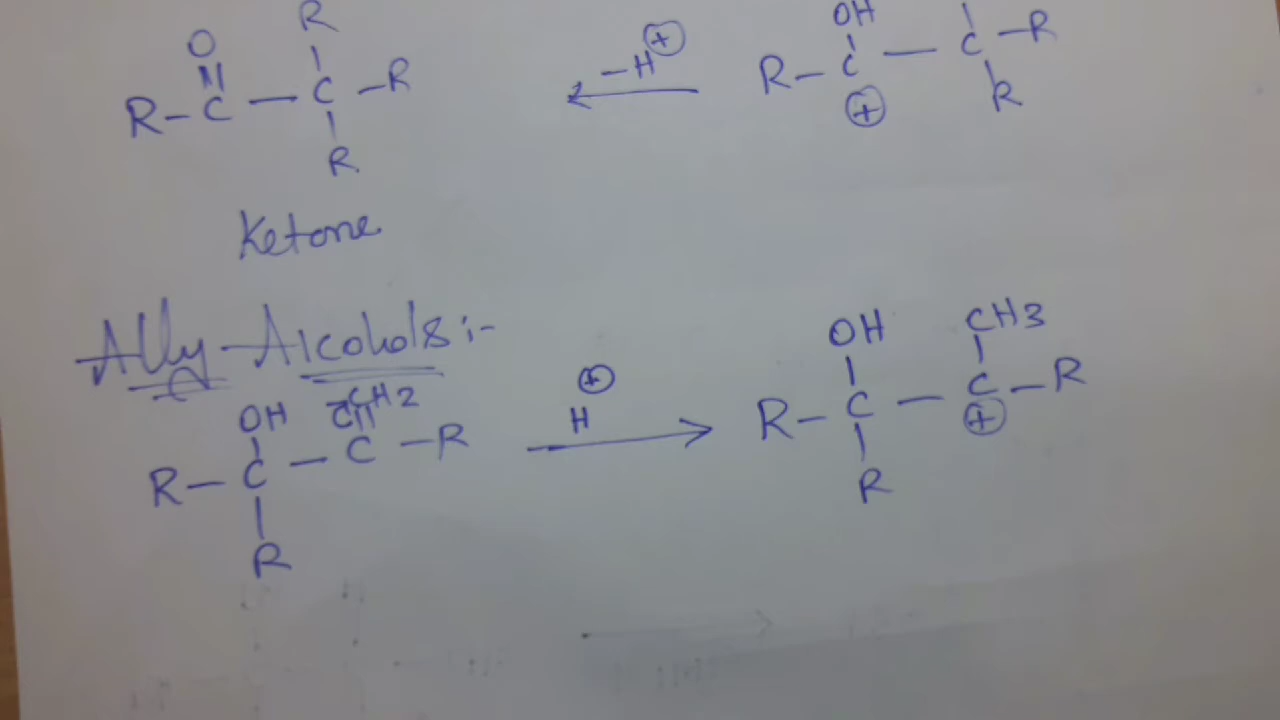 R OH
O C — R
R — C — C — R — H⊕ R — C ⊕ R
R
Ketone
Ally Alcohols :-
OH CH2 H⊕ OH CH3
R — C — C — R R — C — C⊕ — R
R R